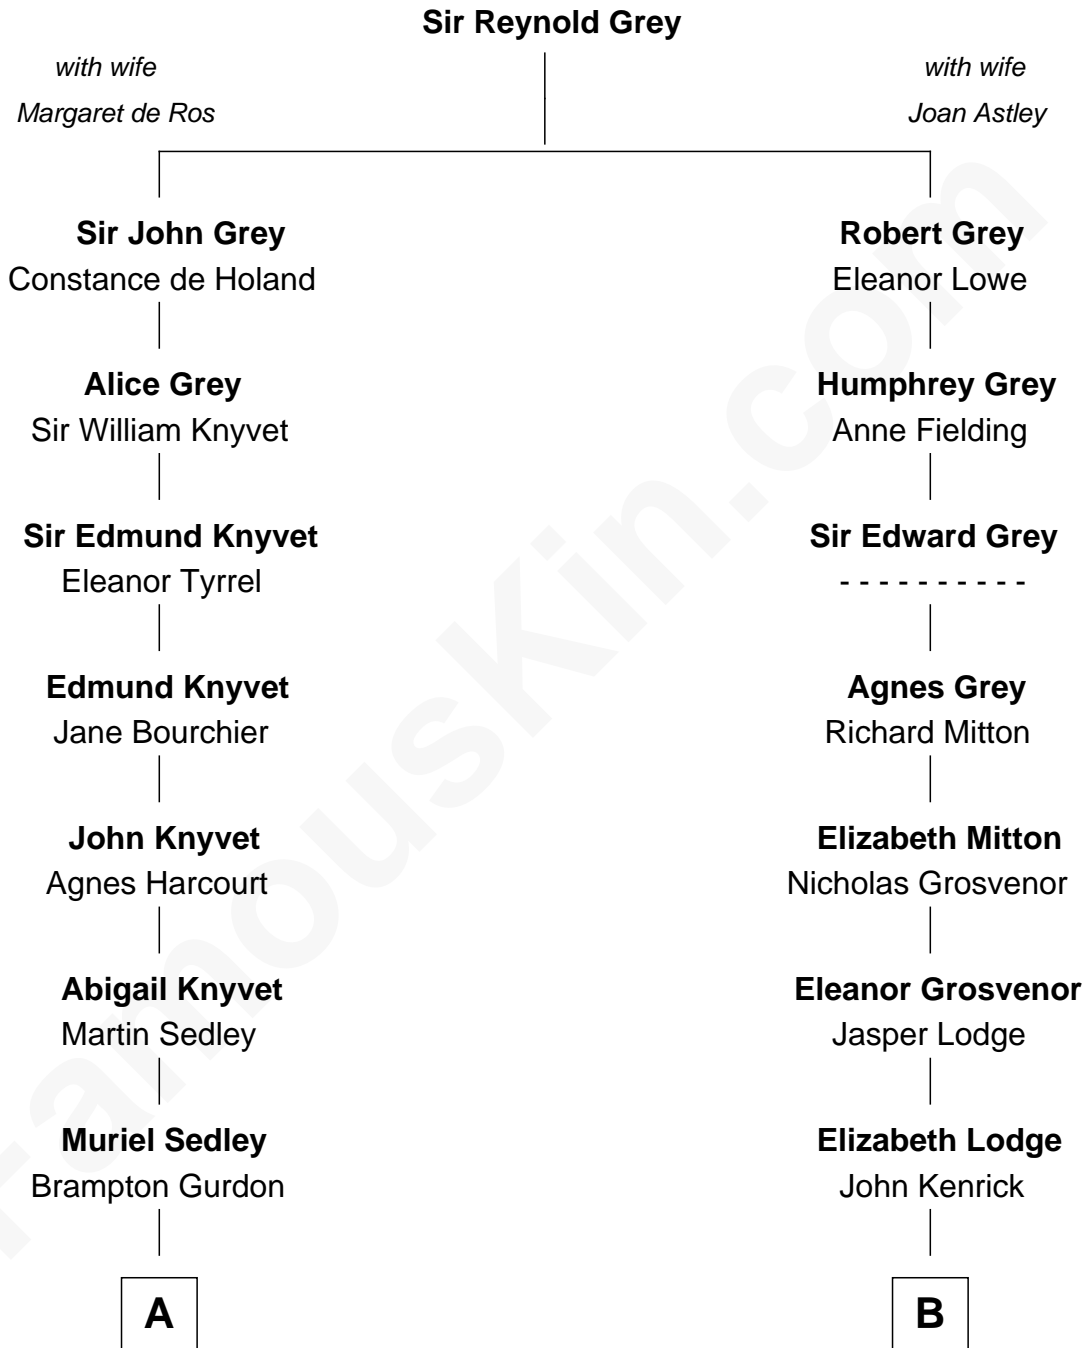 Sir Reynold Grey
with wife
Margaret de Ros
with wife
Joan Astley
Sir John Grey
Constance de Holand
Robert Grey
Eleanor Lowe
Alice Grey
Sir William Knyvet
Humphrey Grey
Anne Fielding
Sir Edmund Knyvet
Eleanor Tyrrel
Sir Edward Grey
- - - - - - - - - -
Edmund Knyvet
Jane Bourchier
Agnes Grey
Richard Mitton
John Knyvet
Agnes Harcourt
Elizabeth Mitton
Nicholas Grosvenor
Abigail Knyvet
Martin Sedley
Eleanor Grosvenor
Jasper Lodge
Muriel Sedley
Brampton Gurdon
Elizabeth Lodge
John Kenrick
A
B
FamousKin.com